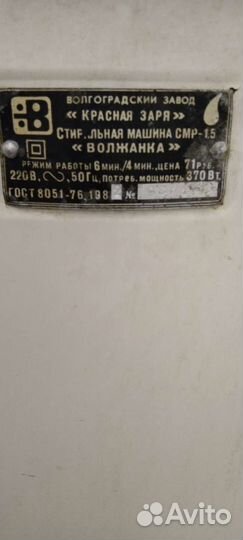 ВОЛГОГРАДСКИЙ ЗАВОД
« КРАСНАЯ ЗАРЯ »
СТИР..ЛЬНАЯ МАШИНА СМР-1.5
« ВОЛЖАНКА »
РЕЖИМ РАБОТЫ 6 МИН./4 МИН., ЦЕНА 71 РУБ.
220В, ∼, 50ГЦ, ПОТРЕБ. МОЩНОСТЬ 370 ВТ.
ГОСТ 8051-76, 198 №
Avito